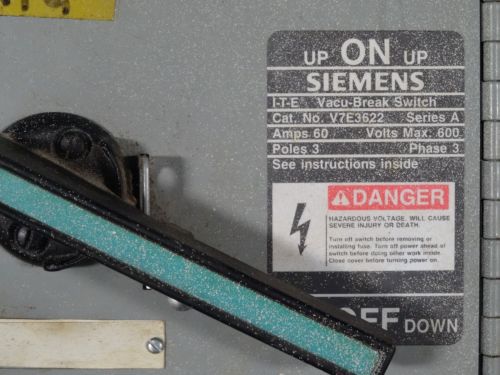 UP ON UP
SIEMENS
I-T-E Vacu-Break Switch
Cat. No. V7E3622 Series A
Amps 60 Volts Max. 600
Poles 3 Phase 3
See instructions inside
DANGER
HAZARDOUS VOLTAGE. WILL CAUSE
SEVERE INJURY OR DEATH.
Turn off switch before removing or
installing fuse. Turn off power ahead of
switch before doing other work inside.
Close cover before turning power on.
OFF DOWN